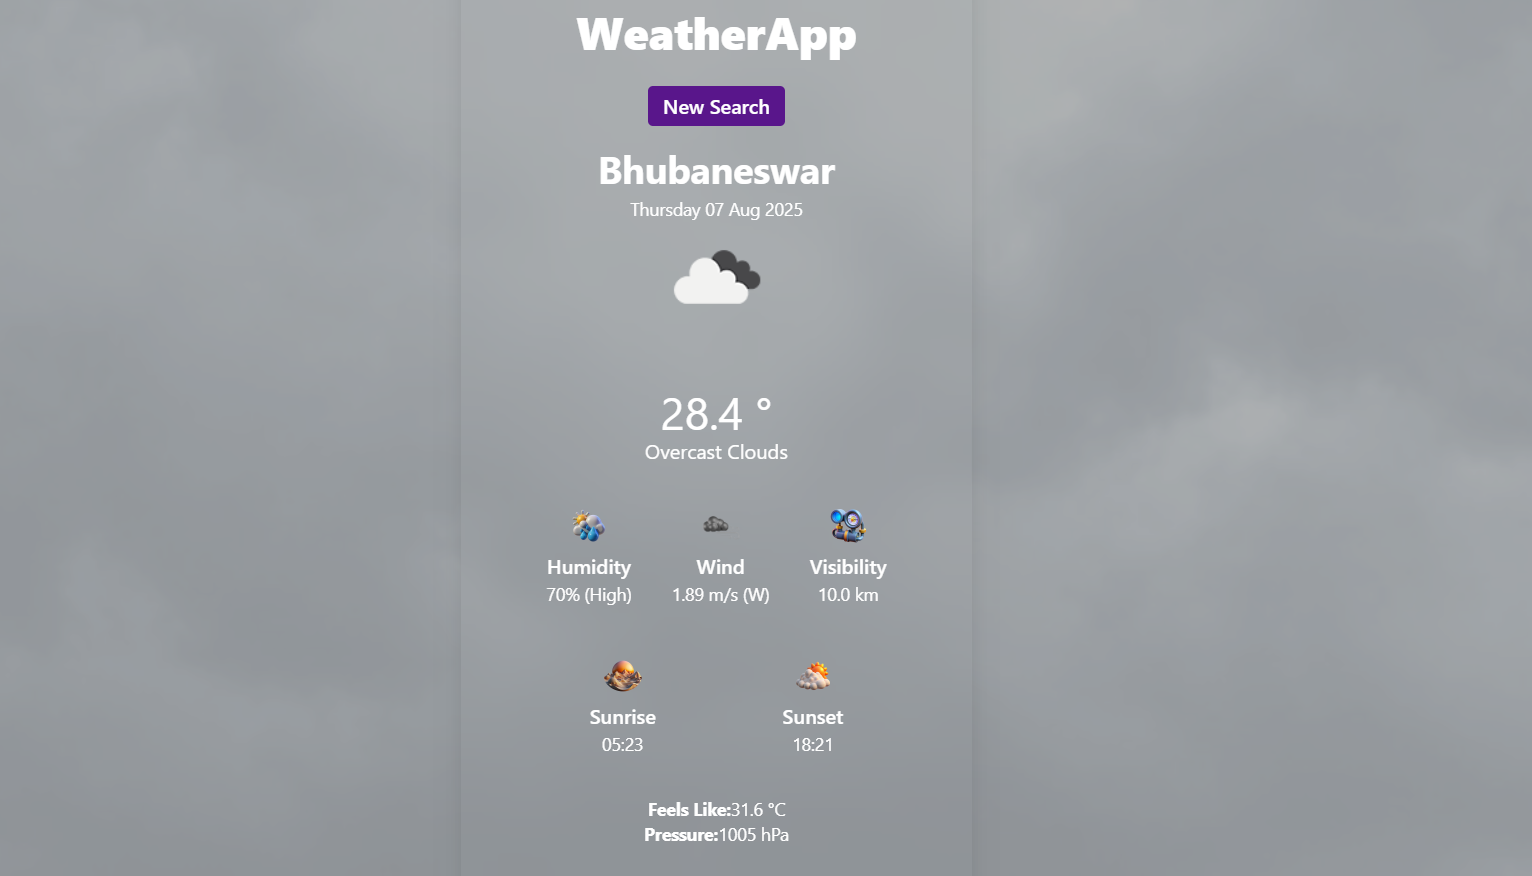 WeatherApp
New Search
Bhubaneswar
Thursday 07 Aug 2025
28.4 °
Overcast Clouds
Humidity Wind Visibility
70% (High) 1.89 m/s (W) 10.0 km
Sunrise Sunset
05:23 18:21
Feels Like:31.6 °C
Pressure:1005 hPa